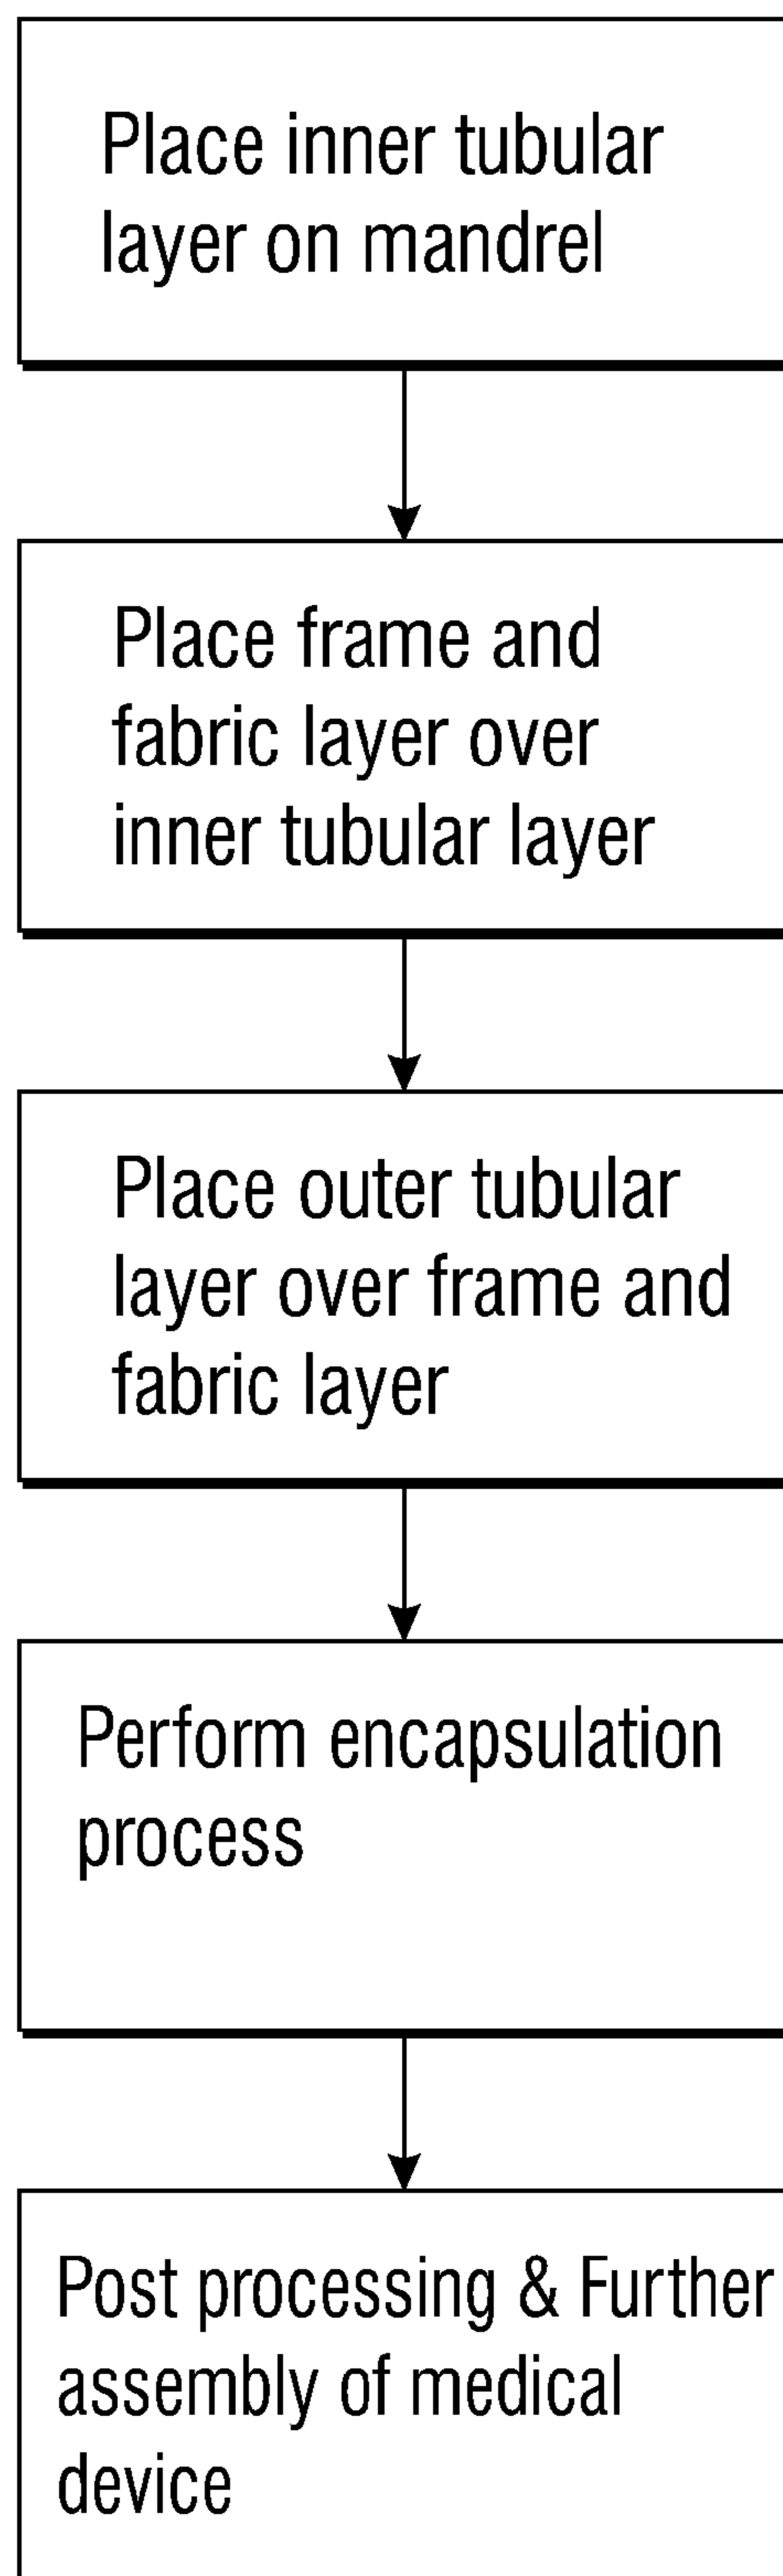 Place inner tubular
layer on mandrel
Place frame and
fabric layer over
inner tubular layer
Place outer tubular
layer over frame and
fabric layer
Perform encapsulation
process
Post processing & Further
assembly of medical
device